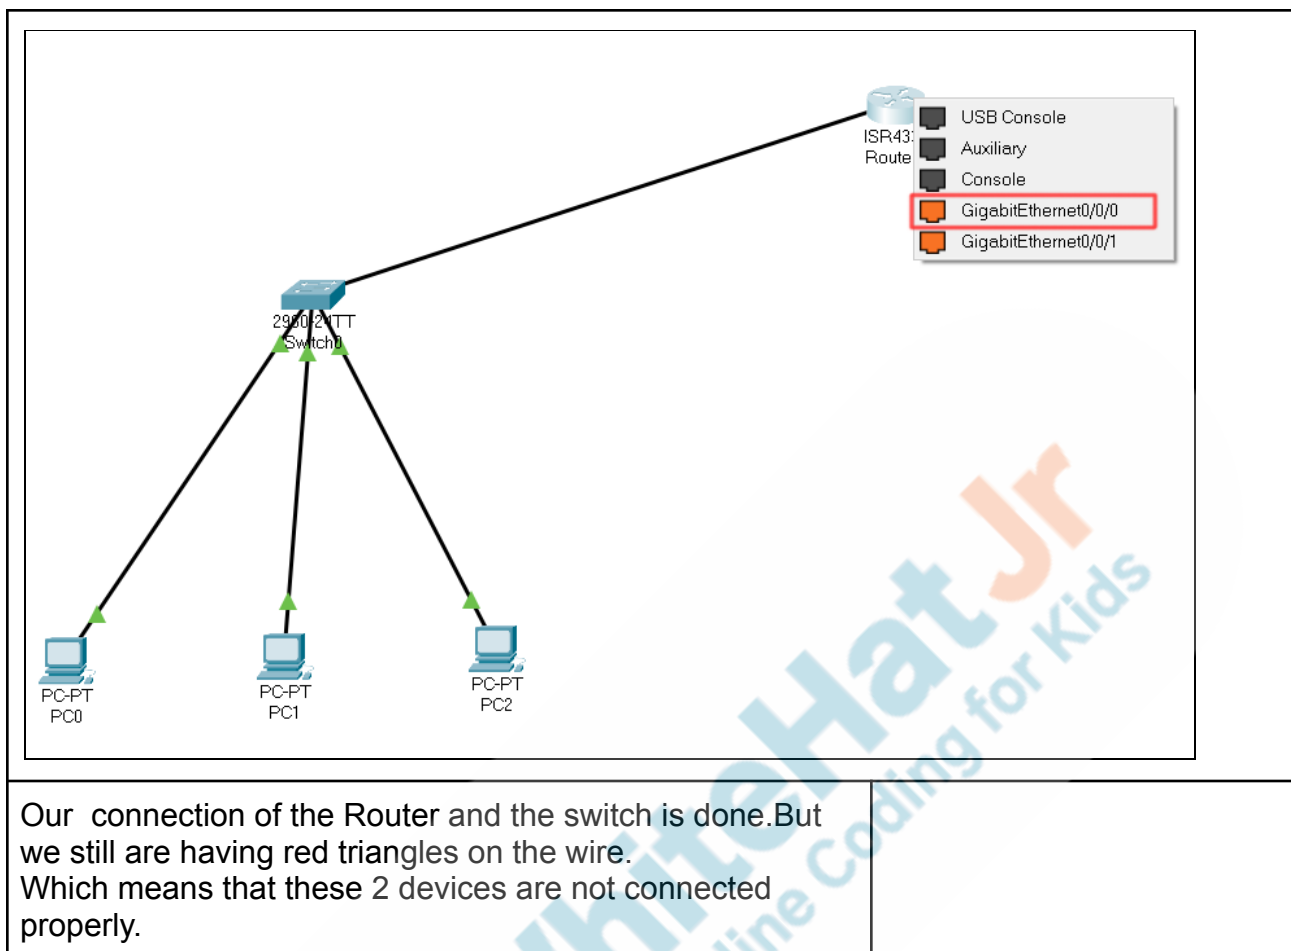 USB Console
ISR43
Auxiliary
Route
Console
GigabitEthernet0/0/0
GigabitEthernet0/0/1
2960-24TT
Switch0
PC-PT
PC0
PC-PT
PC1
PC-PT
PC2
Our connection of the Router and the switch is done.But
we still are having red triangles on the wire.
Which means that these 2 devices are not connected
properly.
WhiteHat Jr
Online Coding for Kids